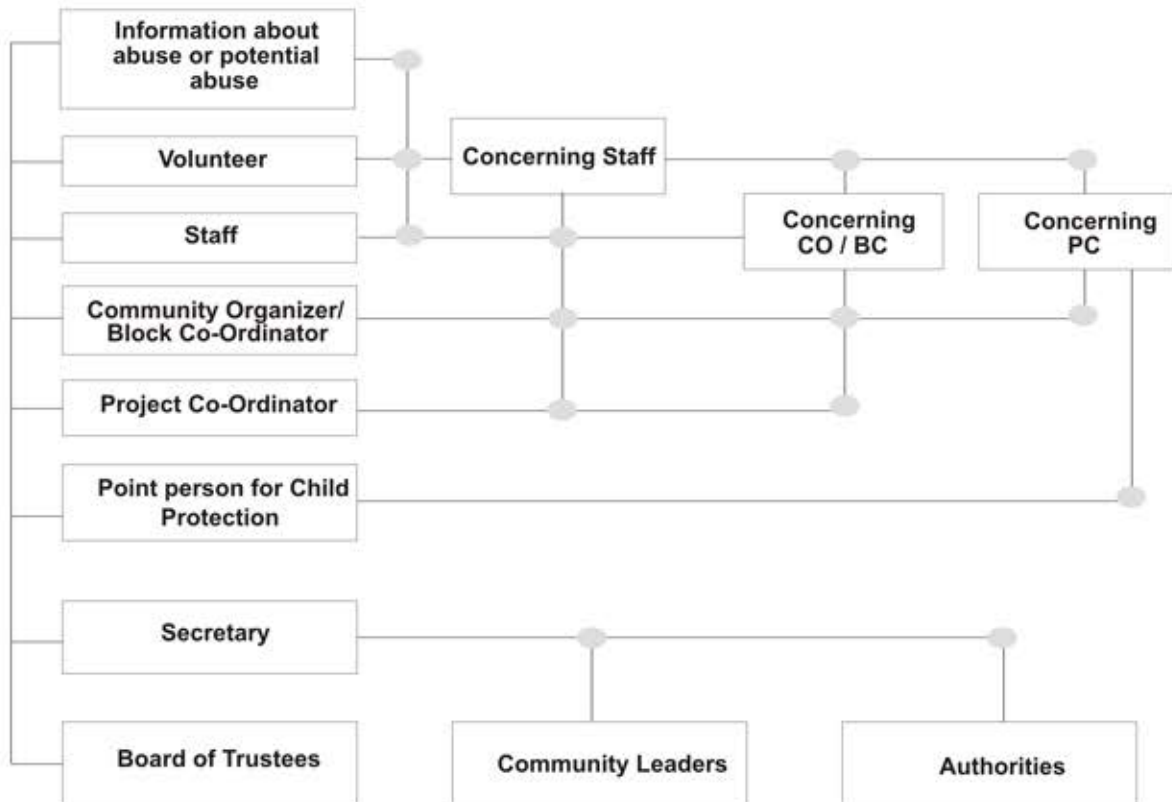 Information about
abuse or potential
abuse
Volunteer
Concerning Staff
Staff
Concerning
CO / BC
Concerning
PC
Community Organizer/
Block Co-Ordinator
Project Co-Ordinator
Point person for Child
Protection
Secretary
Board of Trustees
Community Leaders
Authorities